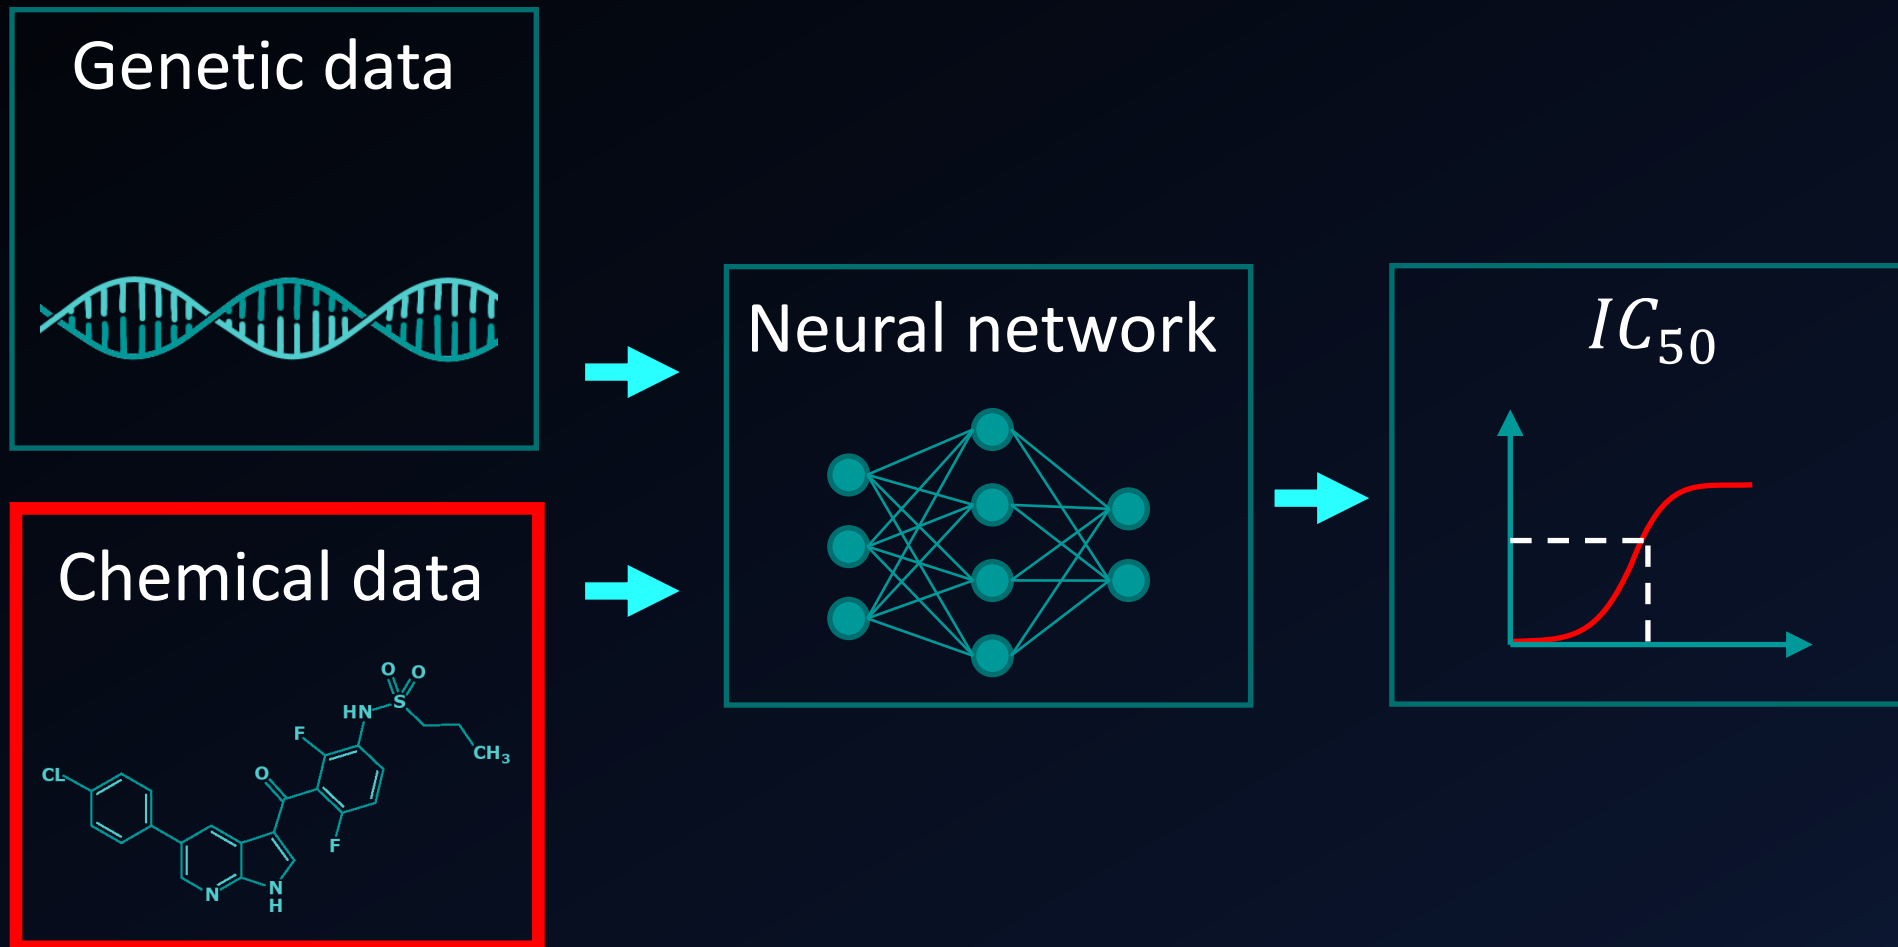 Genetic data
Chemical data
O O
HN S
F
CH3
O
CL
F
N
N
H
Neural network
IC50